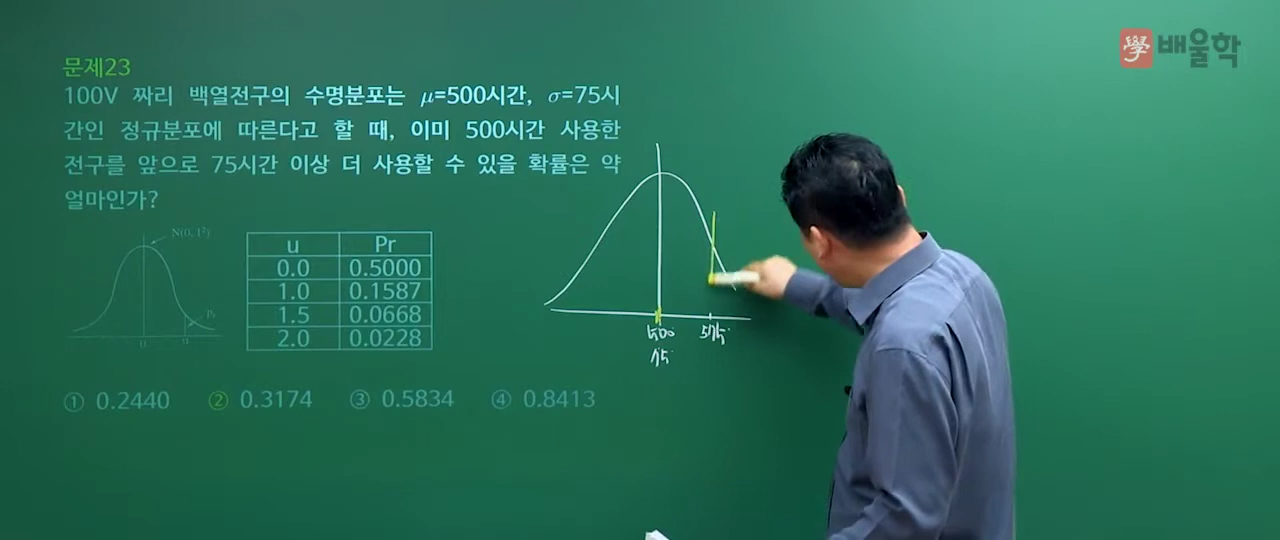 學 배울학
문제23
100V 짜리 백열전구의 수명분포는 μ=500시간, σ=75시
간인 정규분포에 따른다고 할 때, 이미 500시간 사용한
전구를 앞으로 75시간 이상 더 사용할 수 있을 확률은 약
얼마인가?
N(0, 1²)
Pr
0 u
u Pr
0.0 0.5000
1.0 0.1587
1.5 0.0668
2.0 0.0228
500 575
75
① 0.2440 ② 0.3174 ③ 0.5834 ④ 0.8413